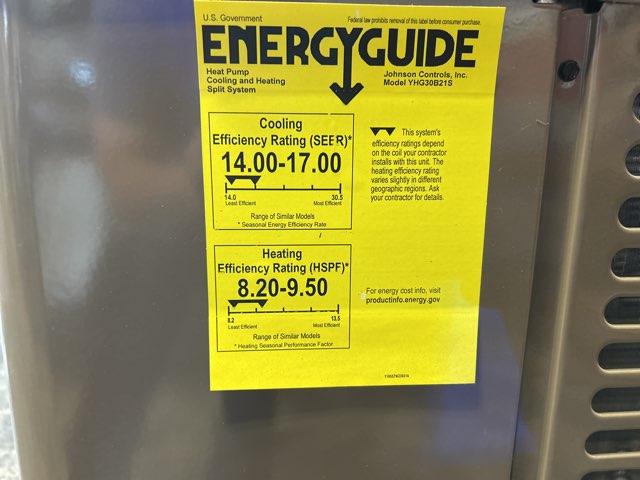 U.S. Government
Federal law prohibits removal of this label before consumer purchase.
ENERGYGUIDE
Heat Pump
Cooling and Heating
Split System
Johnson Controls, Inc.
Model YHG30B21S
Cooling
Efficiency Rating (SEER)*
14.00-17.00
14.0
30.5
Least Efficient
Most Efficient
Range of Similar Models
* Seasonal Energy Efficiency Rate
This system's
efficiency ratings depend
on the coil your contractor
installs with this unit. The
heating efficiency rating
varies slightly in different
geographic regions. Ask
your contractor for details.
Heating
Efficiency Rating (HSPF)*
8.20-9.50
8.2
13.5
Least Efficient
Most Efficient
Range of Similar Models
* Heating Seasonal Performance Factor
For energy cost info, visit
productinfo.energy.gov